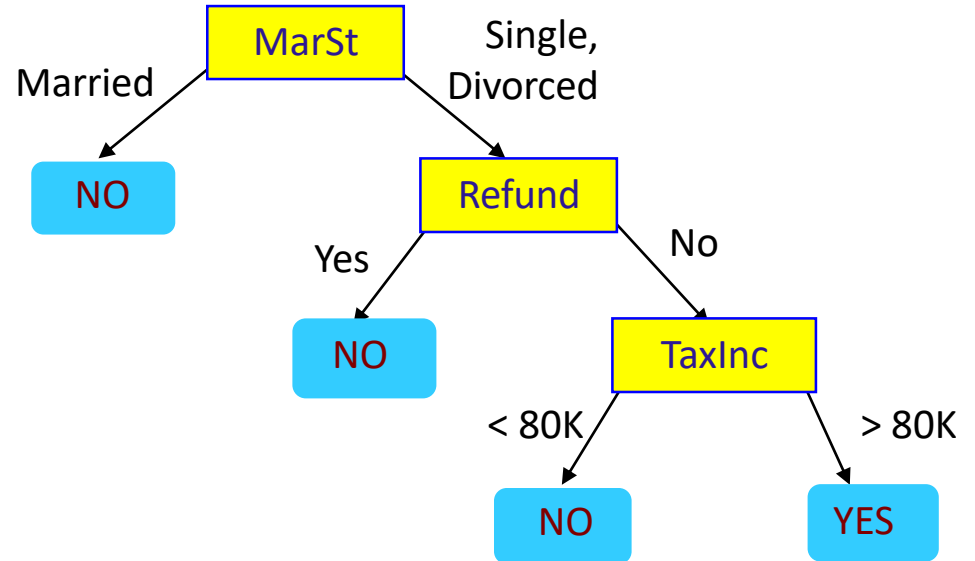 MarSt
Single,
Divorced
Married
NO
Refund
Yes
No
NO
TaxInc
< 80K
> 80K
NO
YES